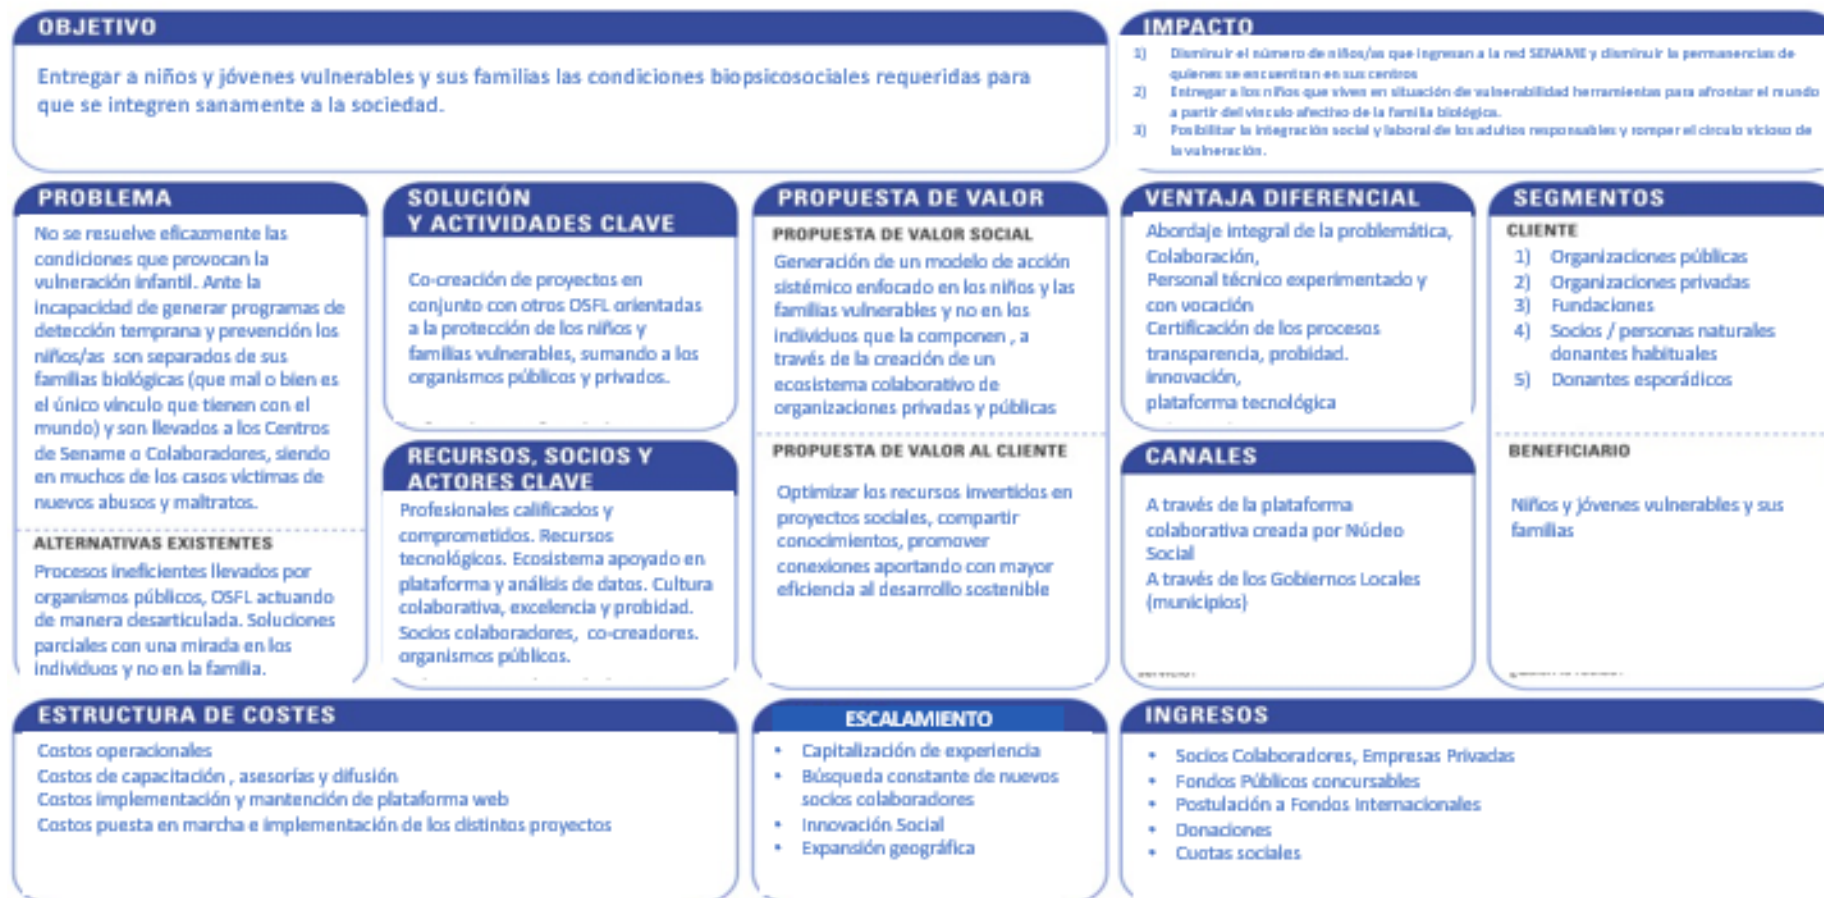 OBJETIVO
Entregar a niños y jóvenes vulnerables y sus familias las condiciones biopsicosociales requeridas para
que se integren sanamente a la sociedad.
IMPACTO
1) Disminuir el número de niños/as que ingresan a la red SENAME y disminuir la permanencias de
quienes se encuentran en sus centros
2) Entregar a los niños que viven en situación de vulnerabilidad herramientas para afrontar el mundo
a partir del vinculo afectivo de la familia biológica.
3) Posibilitar la integración social y laboral de los adultos responsables y romper el circulo vicioso de
la vulneración.
PROBLEMA
No se resuelve eficazmente las
condiciones que provocan la
vulneración infantil. Ante la
incapacidad de generar programas de
detección temprana y prevención los
niños/as son separados de sus
familias biológicas (que mal o bien es
el único vinculo que tienen con el
mundo) y son llevados a los Centros
de Sename o Colaboradores, siendo
en muchos de los casos víctimas de
nuevos abusos y maltratos.
ALTERNATIVAS EXISTENTES
Procesos ineficientes llevados por
organismos públicos, OSFL actuando
de manera desarticulada. Soluciones
parciales con una mirada en los
individuos y no en la familia.
SOLUCIÓN
Y ACTIVIDADES CLAVE
Co-creación de proyectos en
conjunto con otros OSFL orientadas
a la protección de los niños y
familias vulnerables, sumando a los
organismos públicos y privados.
RECURSOS, SOCIOS Y
ACTORES CLAVE
Profesionales calificados y
comprometidos. Recursos
tecnológicos. Ecosistema apoyado en
plataforma y análisis de datos. Cultura
colaborativa, excelencia y probidad.
Socios colaboradores, co-creadores.
organismos públicos.
PROPUESTA DE VALOR
PROPUESTA DE VALOR SOCIAL
Generación de un modelo de acción
sistémico enfocado en los niños y las
familias vulnerables y no en los
individuos que la componen , a
través de la creación de un
ecosistema colaborativo de
organizaciones privadas y públicas
PROPUESTA DE VALOR AL CLIENTE
Optimizar los recursos invertidos en
proyectos sociales, compartir
conocimientos, promover
conexiones aportando con mayor
eficiencia al desarrollo sostenible
VENTAJA DIFERENCIAL
Abordaje integral de la problemática,
Colaboración,
Personal técnico experimentado y
con vocación
Certificación de los procesos
transparencia, probidad.
innovación,
plataforma tecnológica
CANALES
A través de la plataforma
colaborativa creada por Núcleo
Social
A través de los Gobiernos Locales
(municipios)
SEGMENTOS
CLIENTE
1) Organizaciones públicas
2) Organizaciones privadas
3) Fundaciones
4) Socios / personas naturales
donantes habituales
5) Donantes esporádicos
BENEFICIARIO
Niños y jóvenes vulnerables y sus
familias
ESTRUCTURA DE COSTES
Costos operacionales
Costos de capacitación , asesorías y difusión
Costos implementación y mantención de plataforma web
Costos puesta en marcha e implementación de los distintos proyectos
ESCALAMIENTO
• Capitalización de experiencia
• Búsqueda constante de nuevos
socios colaboradores
• Innovación Social
• Expansión geográfica
INGRESOS
• Socios Colaboradores, Empresas Privadas
• Fondos Públicos concursables
• Postulación a Fondos Internacionales
• Donaciones
• Cuotas sociales